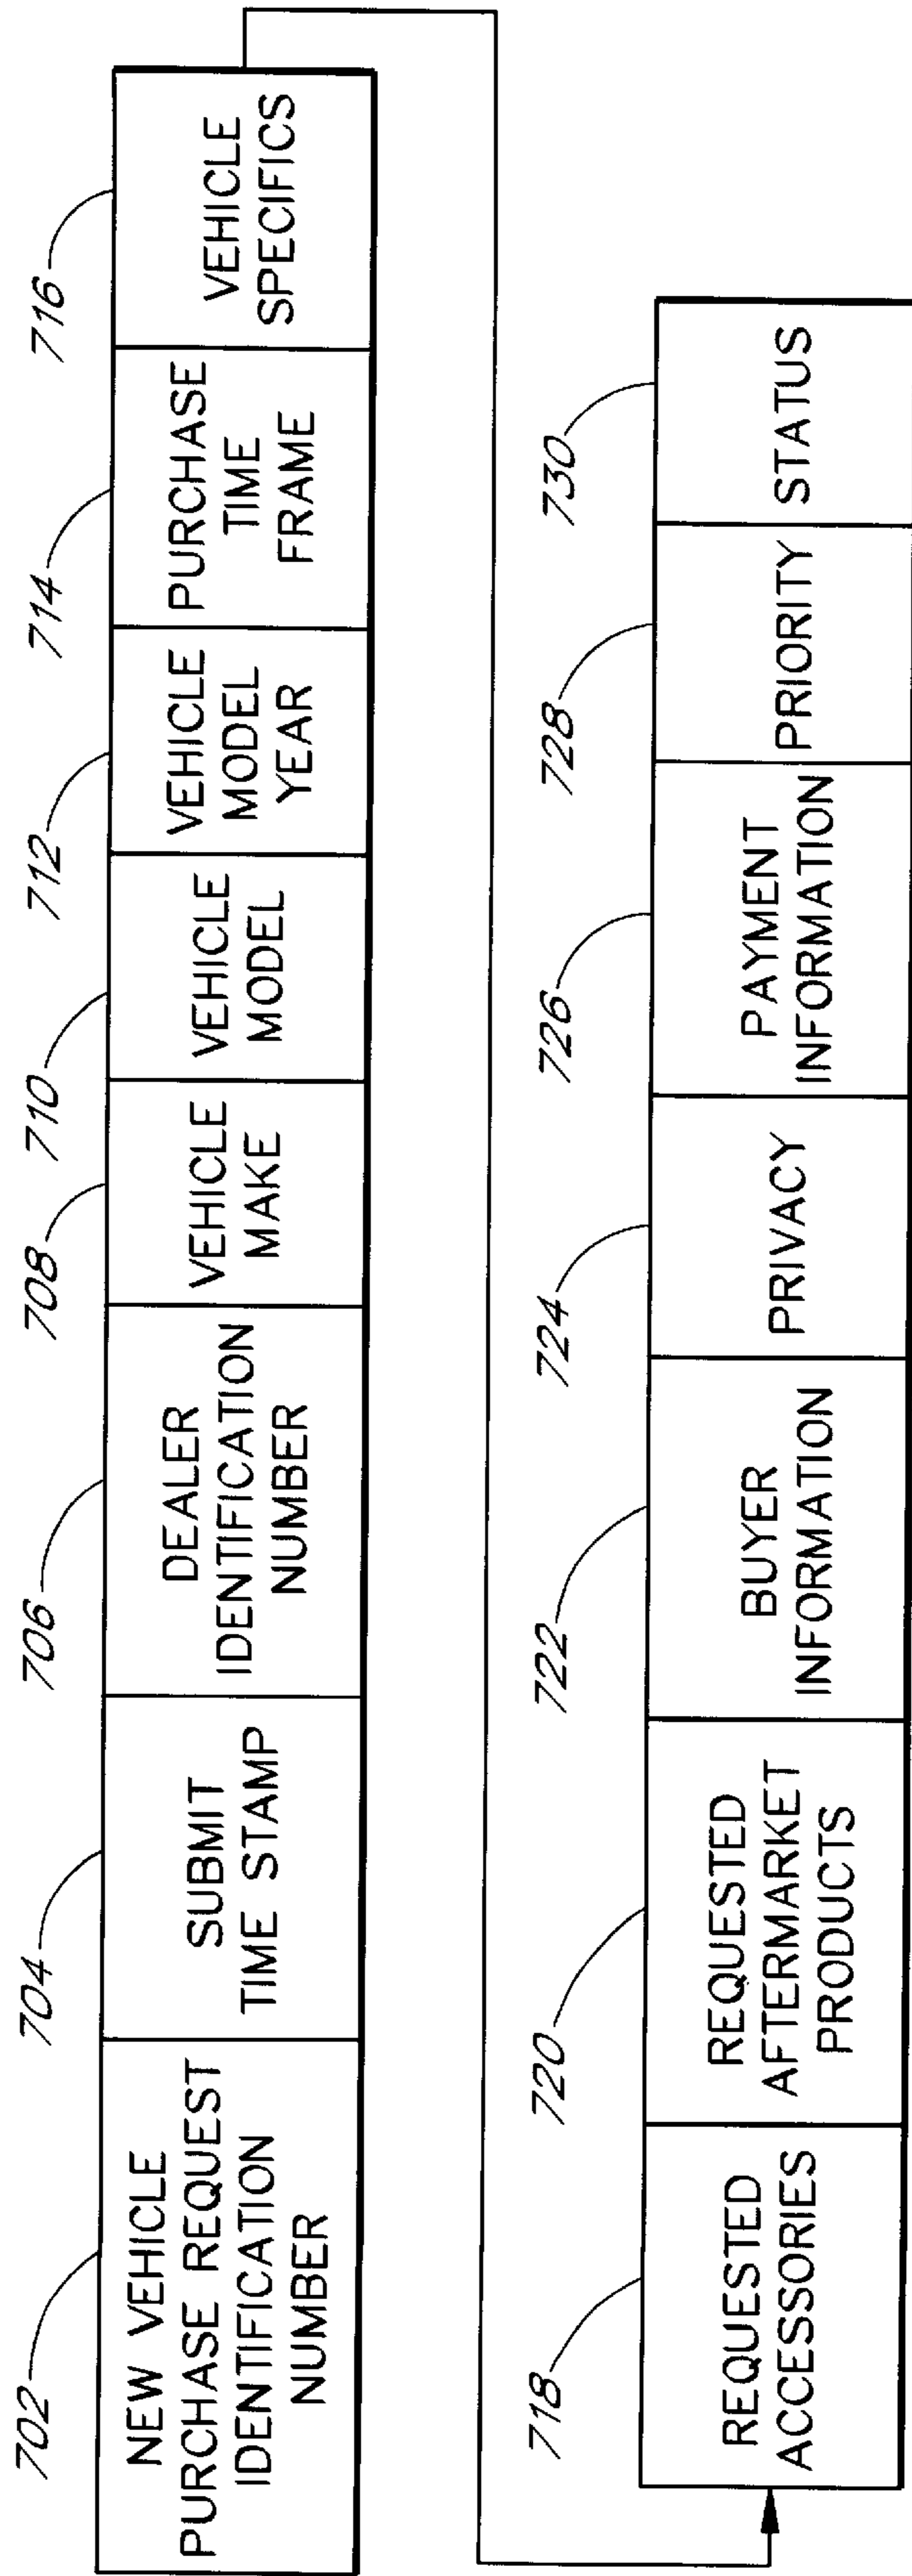 702
704
706
708
710
712
714
716
NEW VEHICLE
PURCHASE REQUEST
IDENTIFICATION
NUMBER
SUBMIT
TIME STAMP
DEALER
IDENTIFICATION
NUMBER
VEHICLE
MAKE
VEHICLE
MODEL
VEHICLE
MODEL
YEAR
PURCHASE
TIME
FRAME
VEHICLE
SPECIFICS
718
720
722
724
726
728
730
REQUESTED
ACCESSORIES
REQUESTED
AFTERMARKET
PRODUCTS
BUYER
INFORMATION
PRIVACY
PAYMENT
INFORMATION
PRIORITY
STATUS